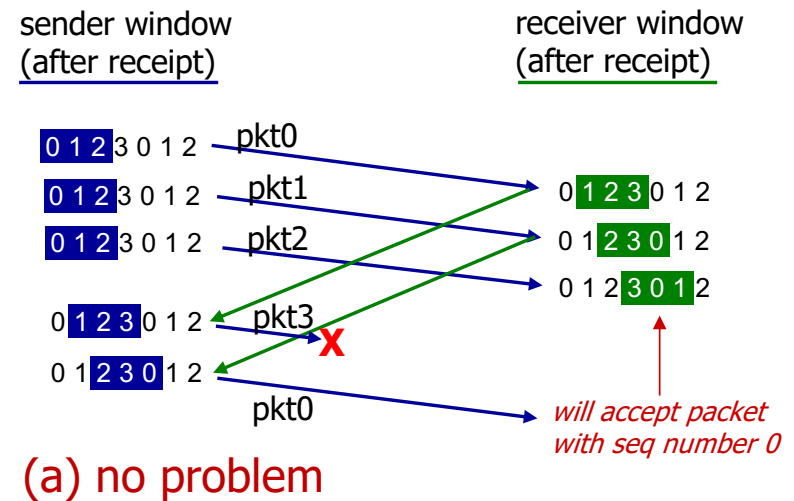 sender window
(after receipt)
receiver window
(after receipt)
0 1 2 3 0 1 2
pkt0
0 1 2 3 0 1 2
pkt1
0 1 2 3 0 1 2
0 1 2 3 0 1 2
pkt2
0 1 2 3 0 1 2
0 1 2 3 0 1 2
0 1 2 3 0 1 2
pkt3
X
0 1 2 3 0 1 2
pkt0
will accept packet
with seq number 0
(a) no problem